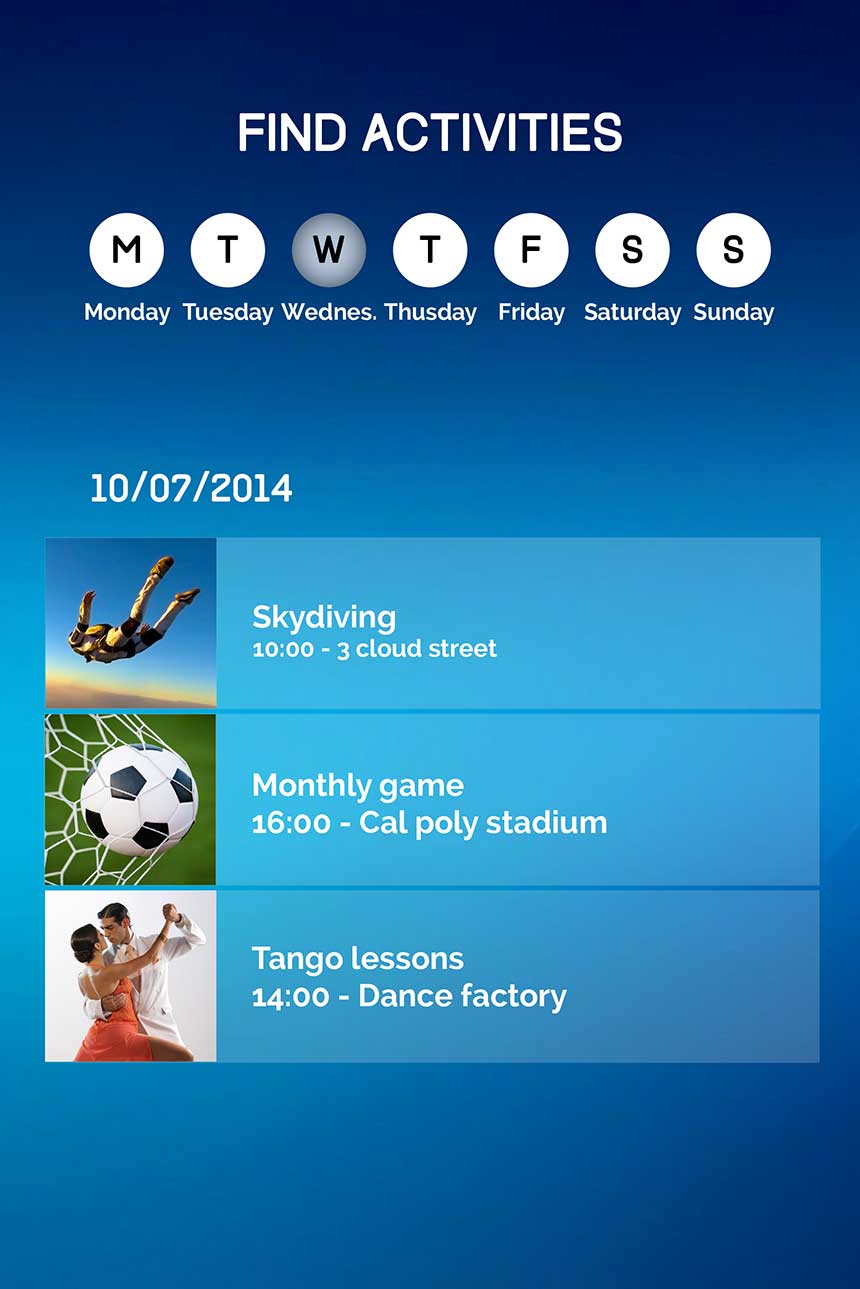 FIND ACTIVITIES
M T W T F S S
Monday Tuesday Wednes. Thusday Friday Saturday Sunday
10/07/2014
Skydiving
10:00 - 3 cloud street
Monthly game
16:00 - Cal poly stadium
Tango lessons
14:00 - Dance factory